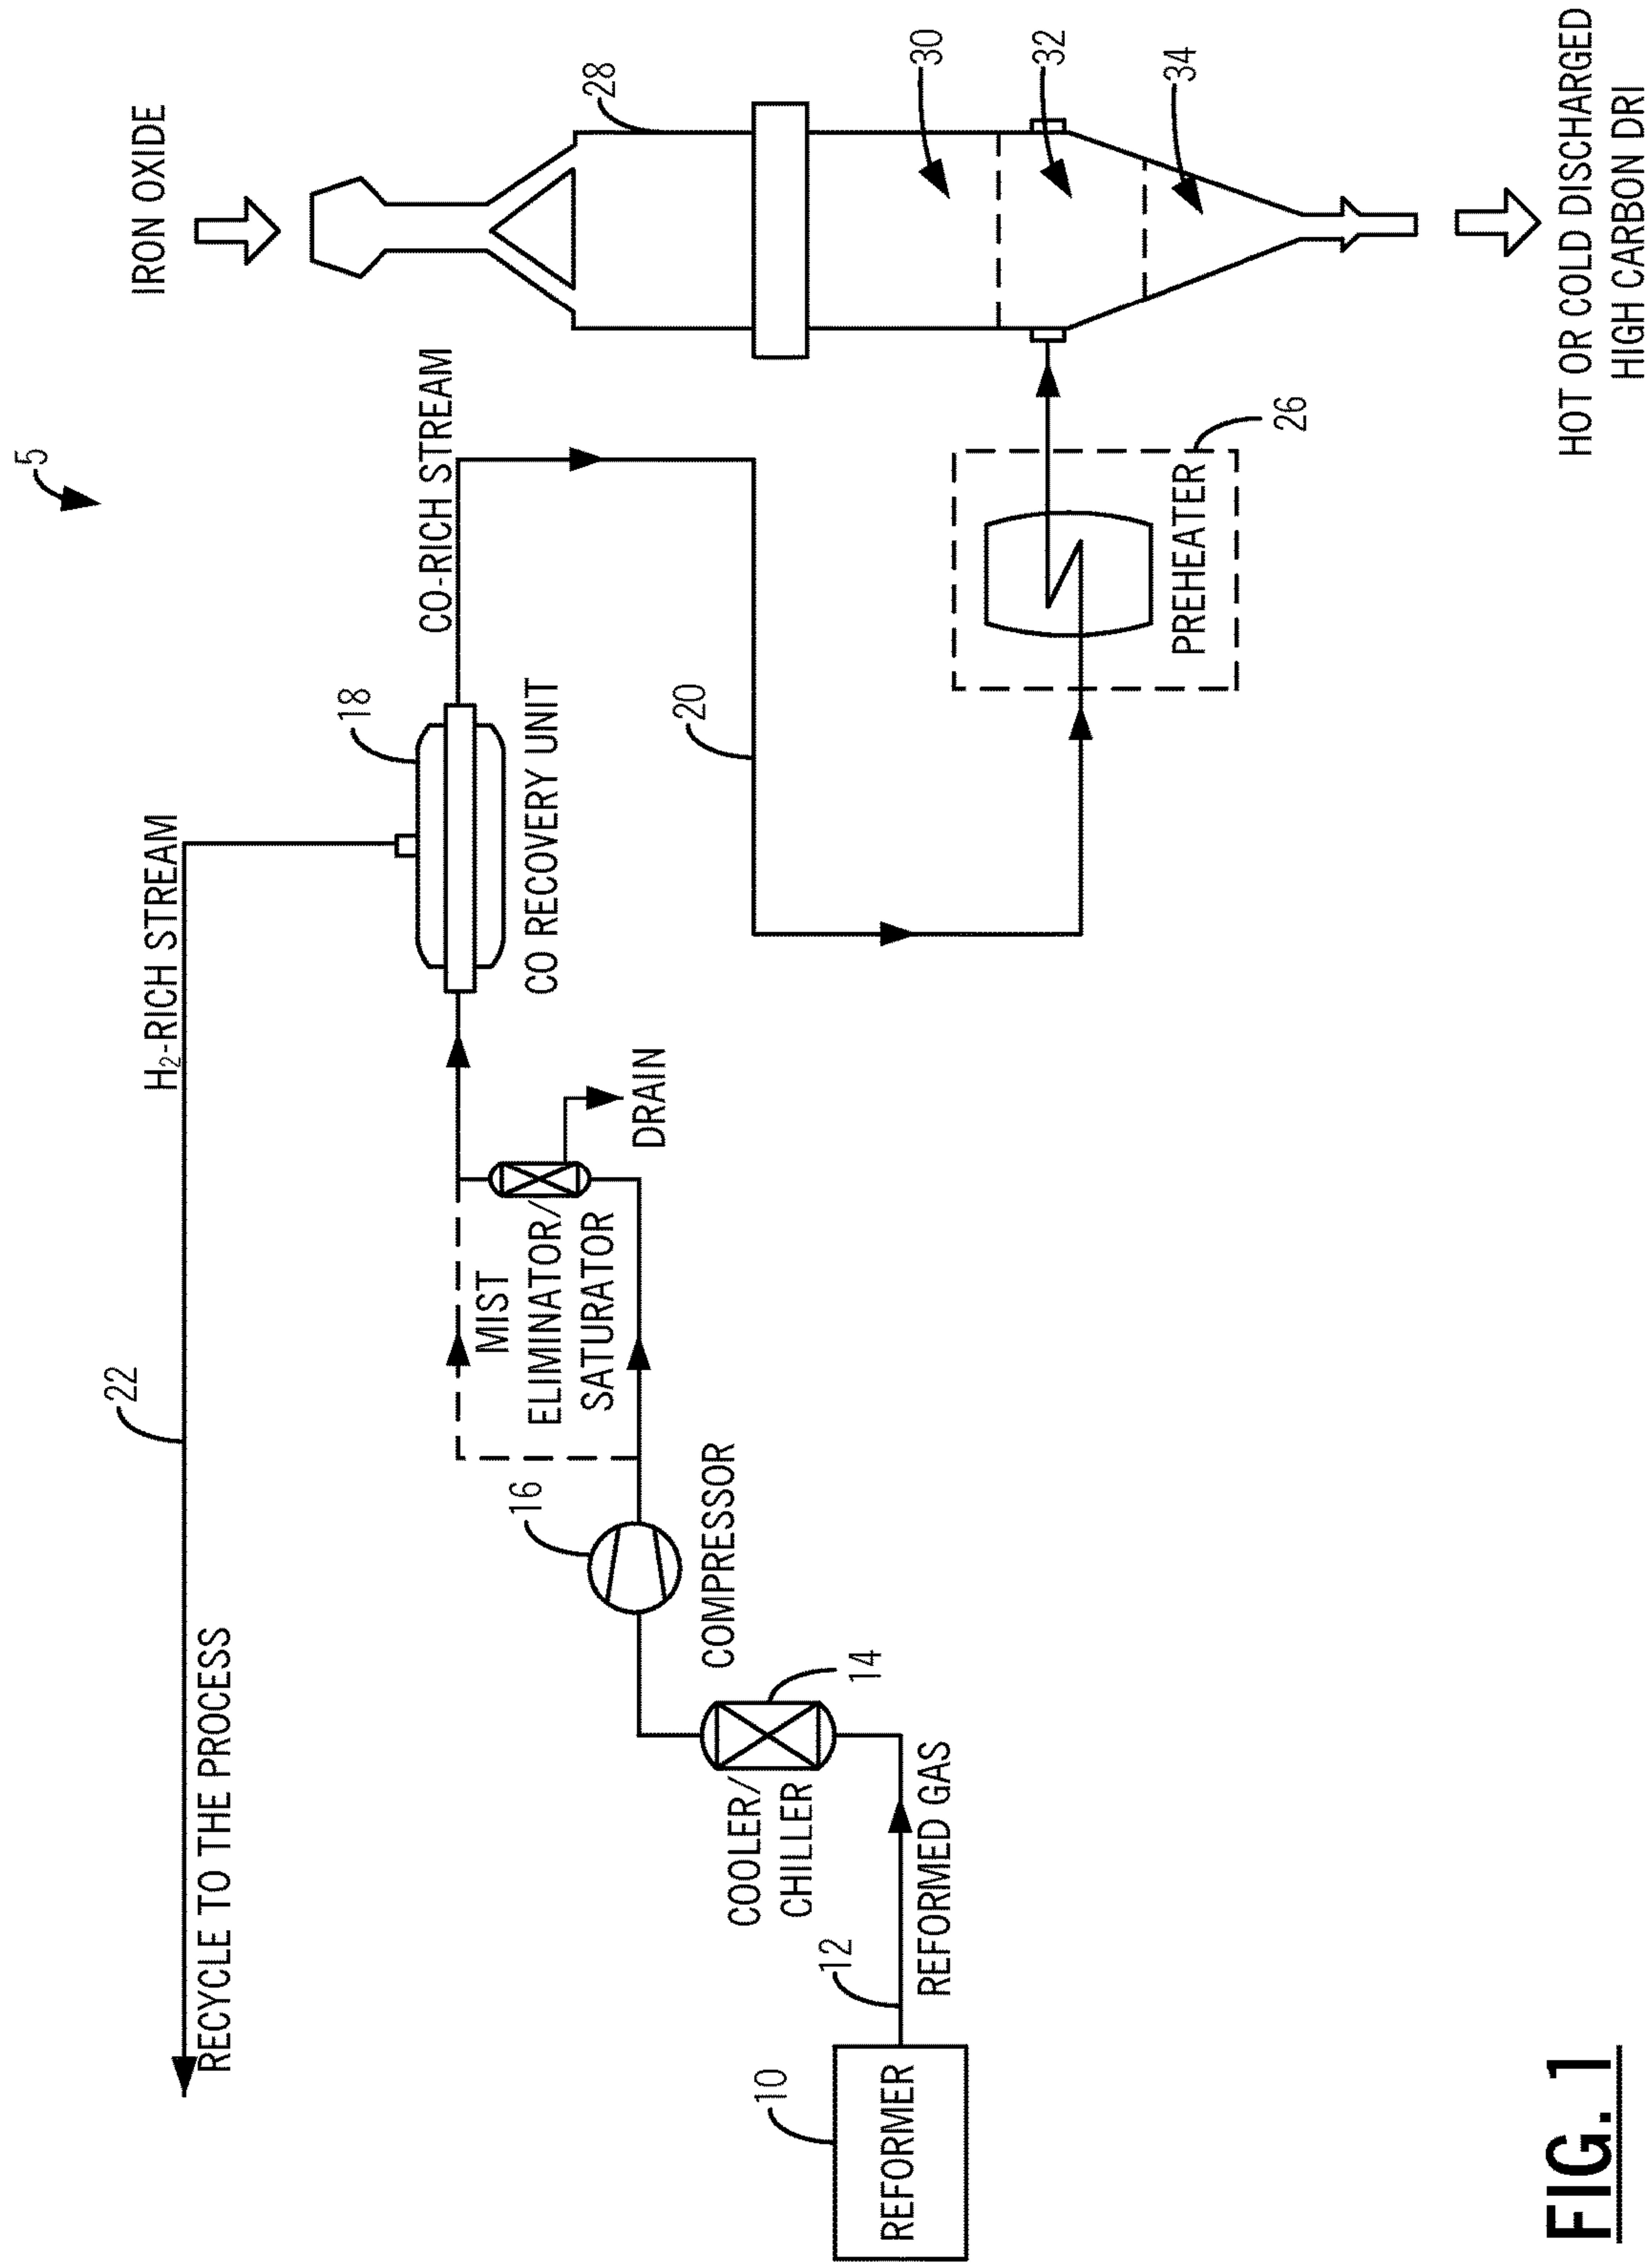 5
RECYCLE TO THE PROCESS
22
H₂-RICH STREAM
IRON OXIDE
18
CO-RICH STREAM
28
CO RECOVERY UNIT
16
MIST
ELIMINATOR/
SATURATOR
DRAIN
COMPRESSOR
20
COOLER/
CHILLER
14
10
REFORMER
12
REFORMED GAS
PREHEATER
26
30
32
34
HOT OR COLD DISCHARGED
HIGH CARBON DRI
FIG. 1